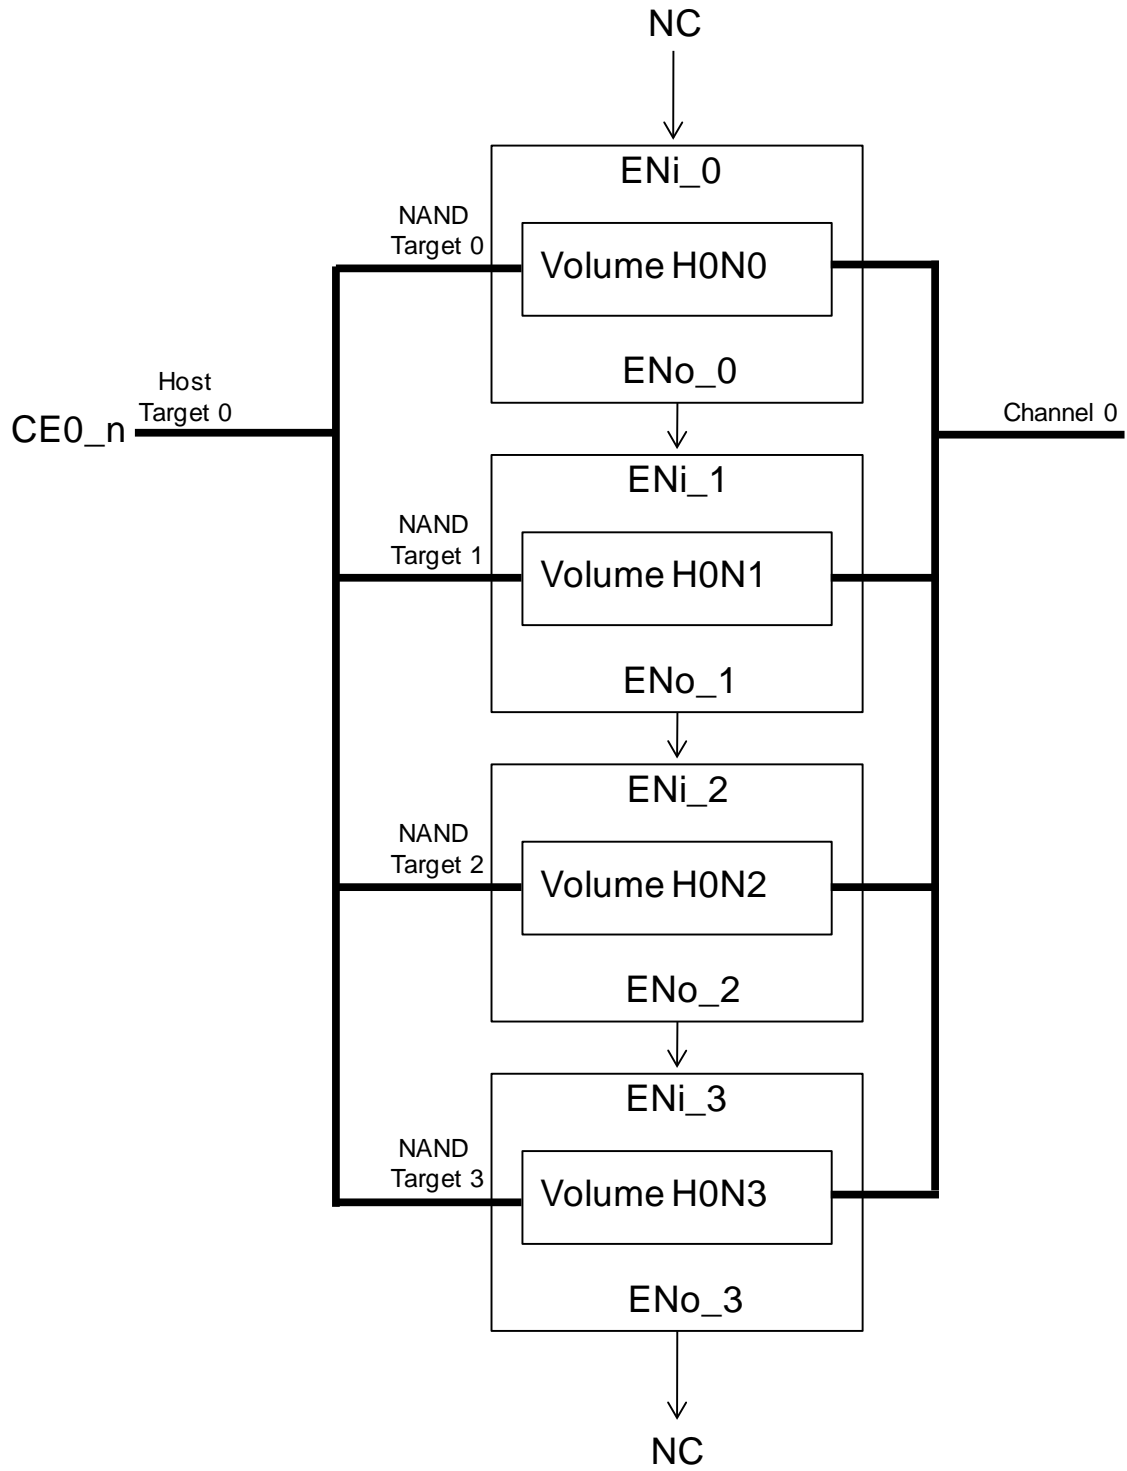 NC
ENi_0
NAND
Target 0
Volume H0N0
ENo_0
Host
Target 0
CE0_n
Channel 0
ENi_1
NAND
Target 1
Volume H0N1
ENo_1
ENi_2
NAND
Target 2
Volume H0N2
ENo_2
ENi_3
NAND
Target 3
Volume H0N3
ENo_3
NC